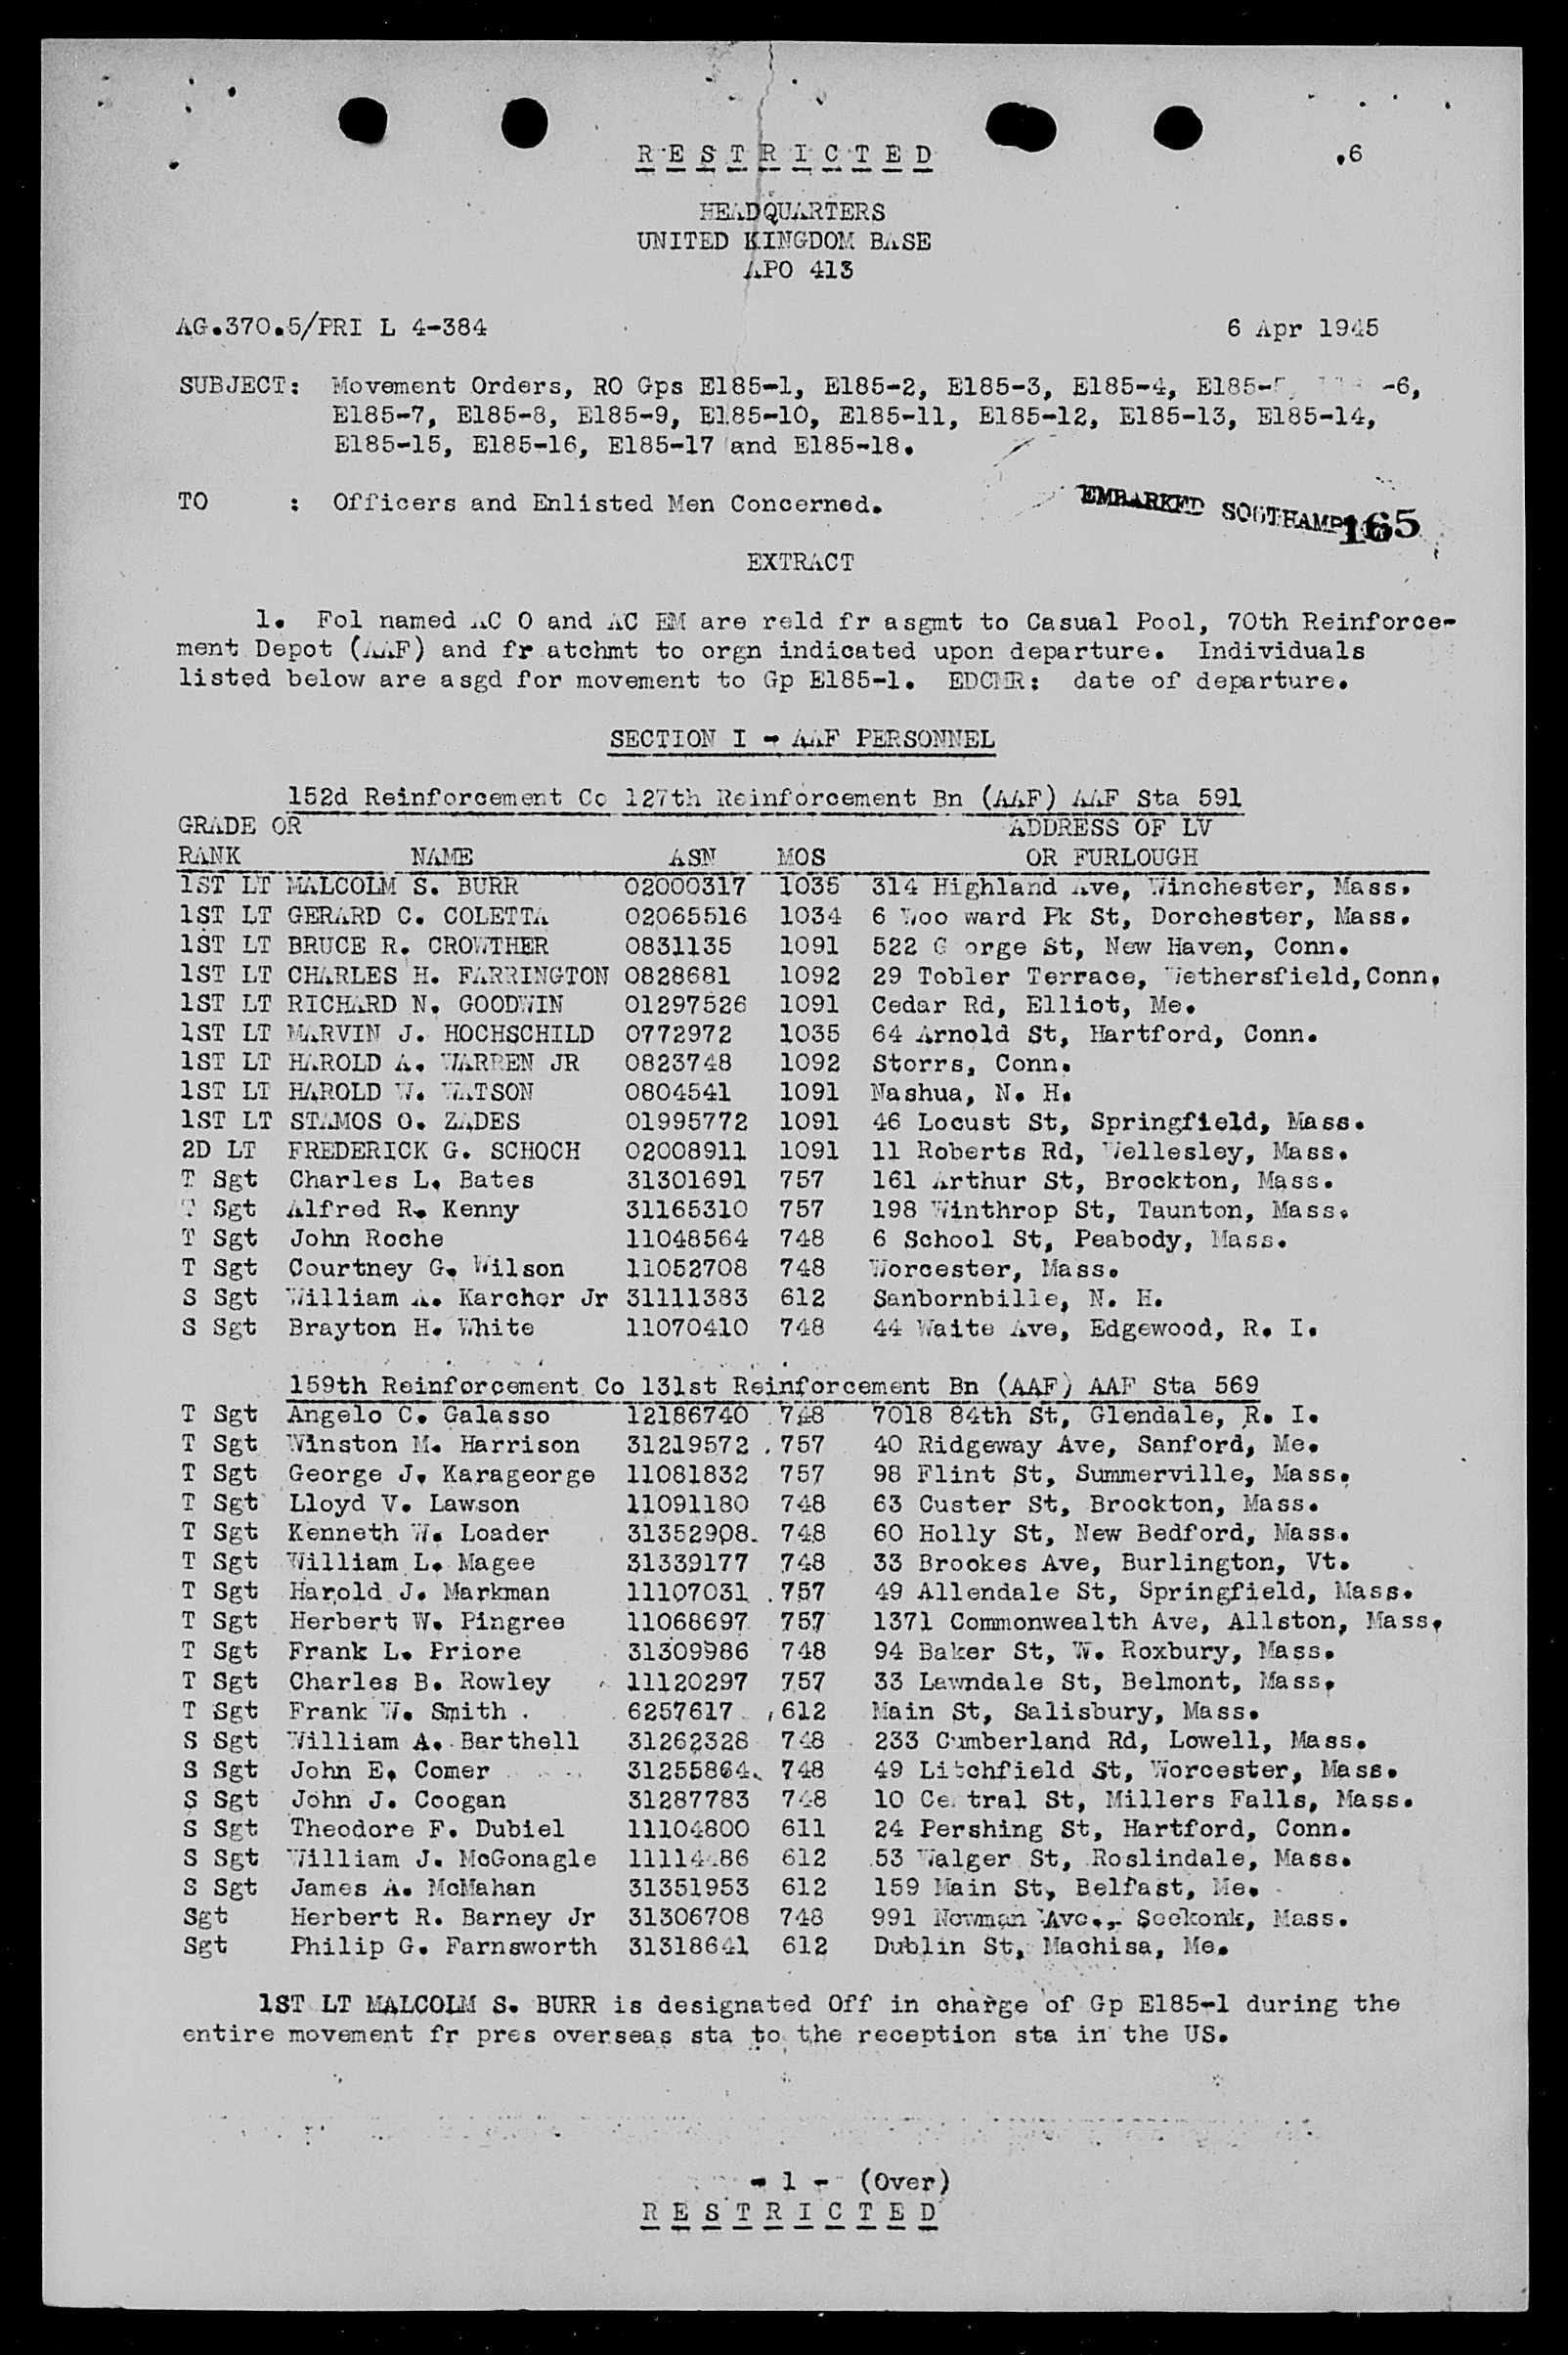 R E S T R I C T E D
.6
HEADQUARTERS
UNITED KINGDOM BASE
APO 413
AG.370.5/PRI L 4-384 6 Apr 1945
SUBJECT: Movement Orders, RO Gps E185-1, E185-2, E185-3, E185-4, -6,
E185-7, E185-8, E185-9, E185-10, E185-11, E185-12, E185-13, E185-14,
E185-15, E185-16, E185-17 and E185-18.
TO : Officers and Enlisted Men Concerned.
EMBARKED 165
EXTRACT
1. Fol named AC O and AC EM are reld fr asgmt to Casual Pool, 70th Reinforce-
ment Depot (AAF) and fr atchmt to orgn indicated upon departure. Individuals
listed below are asgd for movement to Gp E185-1. EDCMR: date of departure.
SECTION I - AAF PERSONNEL
152d Reinforcement Co 127th Reinforcement Bn (AAF) AAF Sta 591
GRADE OR ADDRESS OF LV
RANK NAME ASN MOS OR FURLOUGH
1ST LT MALCOLM S. BURR 02000317 1035 314 Highland Ave, Winchester, Mass.
1ST LT GERARD C. COLETTA 02065516 1034 6 Woo ward Pk St, Dorchester, Mass.
1ST LT BRUCE R. CROWTHER 0831135 1091 522 G orge St, New Haven, Conn.
1ST LT CHARLES H. FARRINGTON 0828681 1092 29 Tobler Terrace, Wethersfield,Conn.
1ST LT RICHARD N. GOODWIN 01297526 1091 Cedar Rd, Elliot, Me.
1ST LT MARVIN J. HOCHSCHILD 0772972 1035 64 Arnold St, Hartford, Conn.
1ST LT HAROLD A. WARREN JR 0823748 1092 Storrs, Conn.
1ST LT HAROLD W. WATSON 0804541 1091 Nashua, N. H.
1ST LT STAMOS O. ZADES 01995772 1091 46 Locust St, Springfield, Mass.
2D LT FREDERICK G. SCHOCH 02008911 1091 11 Roberts Rd, Wellesley, Mass.
T Sgt Charles L. Bates 31301691 757 161 Arthur St, Brockton, Mass.
T Sgt Alfred R. Kenny 31165310 757 198 Winthrop St, Taunton, Mass.
T Sgt John Roche 11048564 748 6 School St, Peabody, Mass.
T Sgt Courtney G. Wilson 11052708 748 Worcester, Mass.
S Sgt William A. Karcher Jr 31111383 612 Sanbornbille, N. H.
S Sgt Brayton H. White 11070410 748 44 Waite Ave, Edgewood, R. I.
159th Reinforcement Co 131st Reinforcement Bn (AAF) AAF Sta 569
T Sgt Angelo C. Galasso 12186740 748 7018 84th St, Glendale, R. I.
T Sgt Winston M. Harrison 31219572 757 40 Ridgeway Ave, Sanford, Me.
T Sgt George J. Karageorge 11081832 757 98 Flint St, Summerville, Mass.
T Sgt Lloyd V. Lawson 11091180 748 63 Custer St, Brockton, Mass.
T Sgt Kenneth W. Loader 31352908 748 60 Holly St, New Bedford, Mass.
T Sgt William L. Magee 31339177 748 33 Brookes Ave, Burlington, Vt.
T Sgt Harold J. Markman 11107031 757 49 Allendale St, Springfield, Mass.
T Sgt Herbert W. Pingree 11068697 757 1371 Commonwealth Ave, Allston, Mass.
T Sgt Frank L. Priore 31309986 748 94 Baker St, W. Roxbury, Mass.
T Sgt Charles B. Rowley 11120297 757 33 Lawndale St, Belmont, Mass.
T Sgt Frank W. Smith 6257617 612 Main St, Salisbury, Mass.
S Sgt William A. Barthell 31262328 748 233 Cumberland Rd, Lowell, Mass.
S Sgt John E. Comer 31255864 748 49 Litchfield St, Worcester, Mass.
S Sgt John J. Coogan 31287783 748 10 Ce tral St, Millers Falls, Mass.
S Sgt Theodore F. Dubiel 11104800 611 24 Pershing St, Hartford, Conn.
S Sgt William J. McGonagle 612 53 Walger St, Roslindale, Mass.
S Sgt James A. McMahan 31351953 612 159 Main St, Belfast, Me.
Sgt Herbert R. Barney Jr 31306708 748 991 Newman Ave., Seekonk, Mass.
Sgt Philip G. Farnsworth 31318641 612 Dublin St, Machisa, Me.
1ST LT MALCOLM S. BURR is designated Off in charge of Gp E185-1 during the
entire movement fr pres overseas sta to the reception sta in the US.
- 1 - (Over)
R E S T R I C T E D